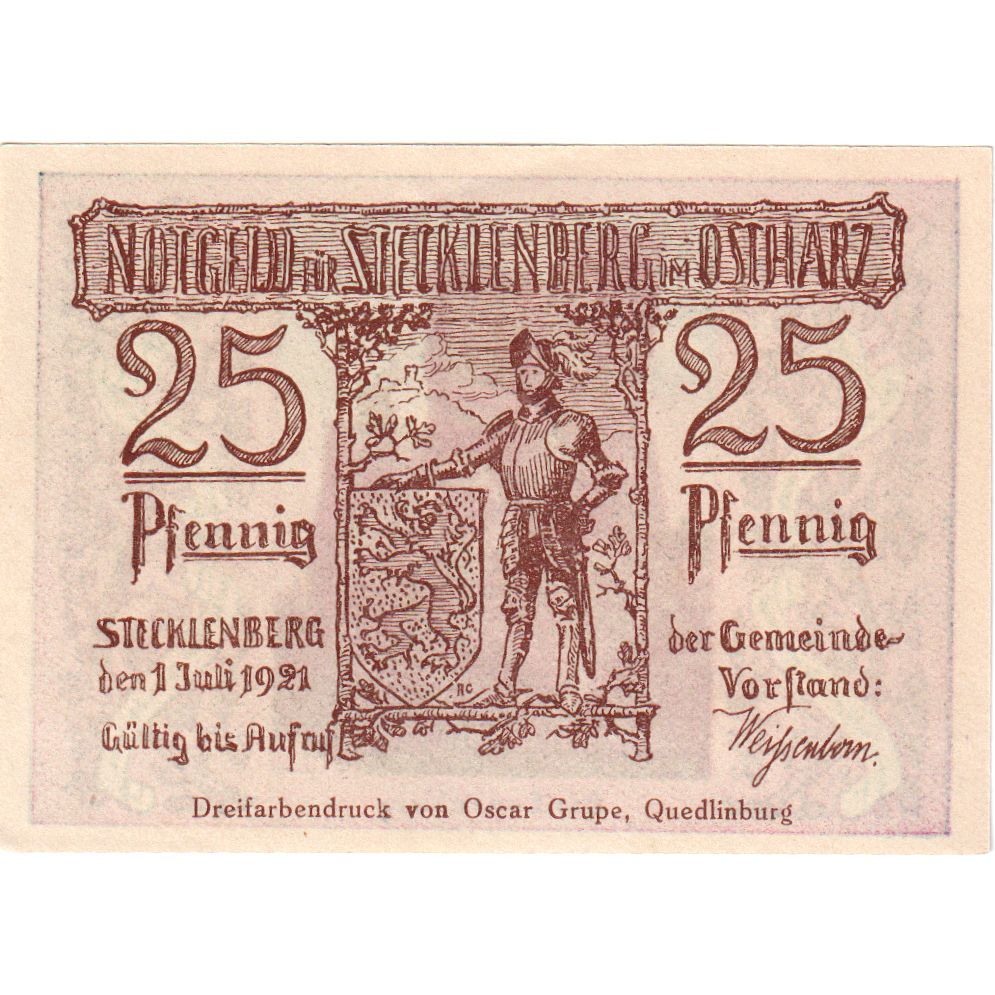 NOTGELD FÜR STECKLENBERG IM OSTHARZ
25
Pfennig
25
Pfennig
STECKLENBERG
den 1 Juli 1921
Gültig bis Aufruf
der Gemeinde-
Vorstand:
Weissenborn.
RC
Dreifarbendruck von Oscar Grupe, Quedlinburg